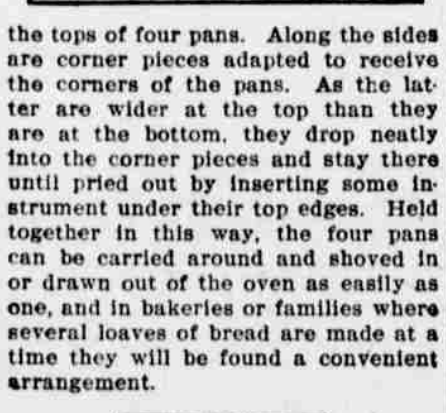 the tops of four pans. Along the sides
are corner pieces adapted to receive
the corners of the pans. As the lat-
ter are wider at the top than they
are at the bottom, they drop neatly
into the corner pieces and stay there
until pried out by inserting some in-
strument under their top edges. Held
together in this way, the four pans
can be carried around and shoved in
or drawn out of the oven as easily as
one, and in bakeries or families where
several loaves of bread are made at a
time they will be found a convenient
arrangement.